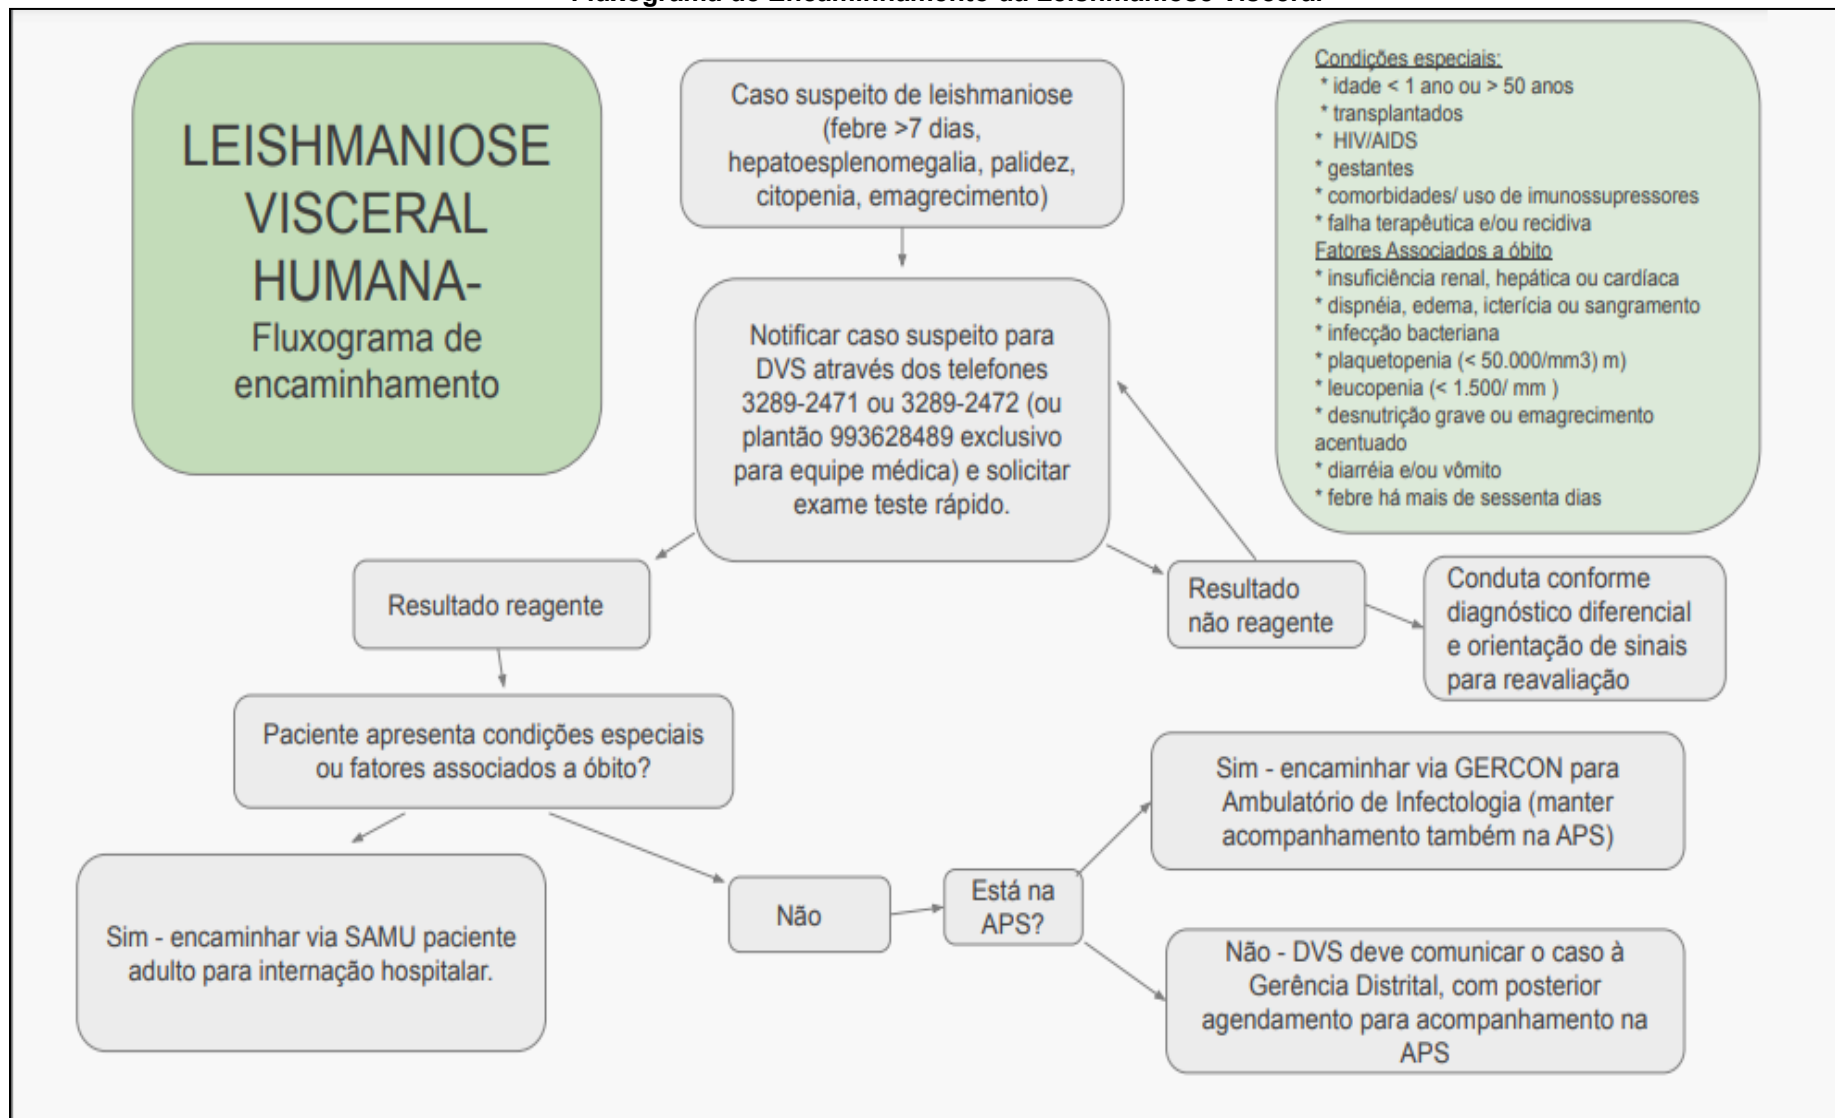 Fluxograma de Encaminhamento da Leishmaniose Visceral
LEISHMANIOSE
VISCERAL
HUMANA-
Fluxograma de
encaminhamento
Caso suspeito de leishmaniose
(febre >7 dias,
hepatoesplenomegalia, palidez,
citopenia, emagrecimento)
Condições especiais:
* idade < 1 ano ou > 50 anos
* transplantados
* HIV/AIDS
* gestantes
* comorbidades/ uso de imunossupressores
* falha terapêutica e/ou recidiva
Fatores Associados a óbito
* insuficiência renal, hepática ou cardíaca
* dispnéia, edema, icterícia ou sangramento
* infecção bacteriana
* plaquetopenia (< 50.000/mm3) m)
* leucopenia (< 1.500/ mm )
* desnutrição grave ou emagrecimento
acentuado
* diarréia e/ou vômito
* febre há mais de sessenta dias
Notificar caso suspeito para
DVS através dos telefones
3289-2471 ou 3289-2472 (ou
plantão 993628489 exclusivo
para equipe médica) e solicitar
exame teste rápido.
Resultado reagente
Resultado
não reagente
Conduta conforme
diagnóstico diferencial
e orientação de sinais
para reavaliação
Paciente apresenta condições especiais
ou fatores associados a óbito?
Sim - encaminhar via SAMU paciente
adulto para internação hospitalar.
Não
Está na
APS?
Sim - encaminhar via GERCON para
Ambulatório de Infectologia (manter
acompanhamento também na APS)
Não - DVS deve comunicar o caso à
Gerência Distrital, com posterior
agendamento para acompanhamento na
APS